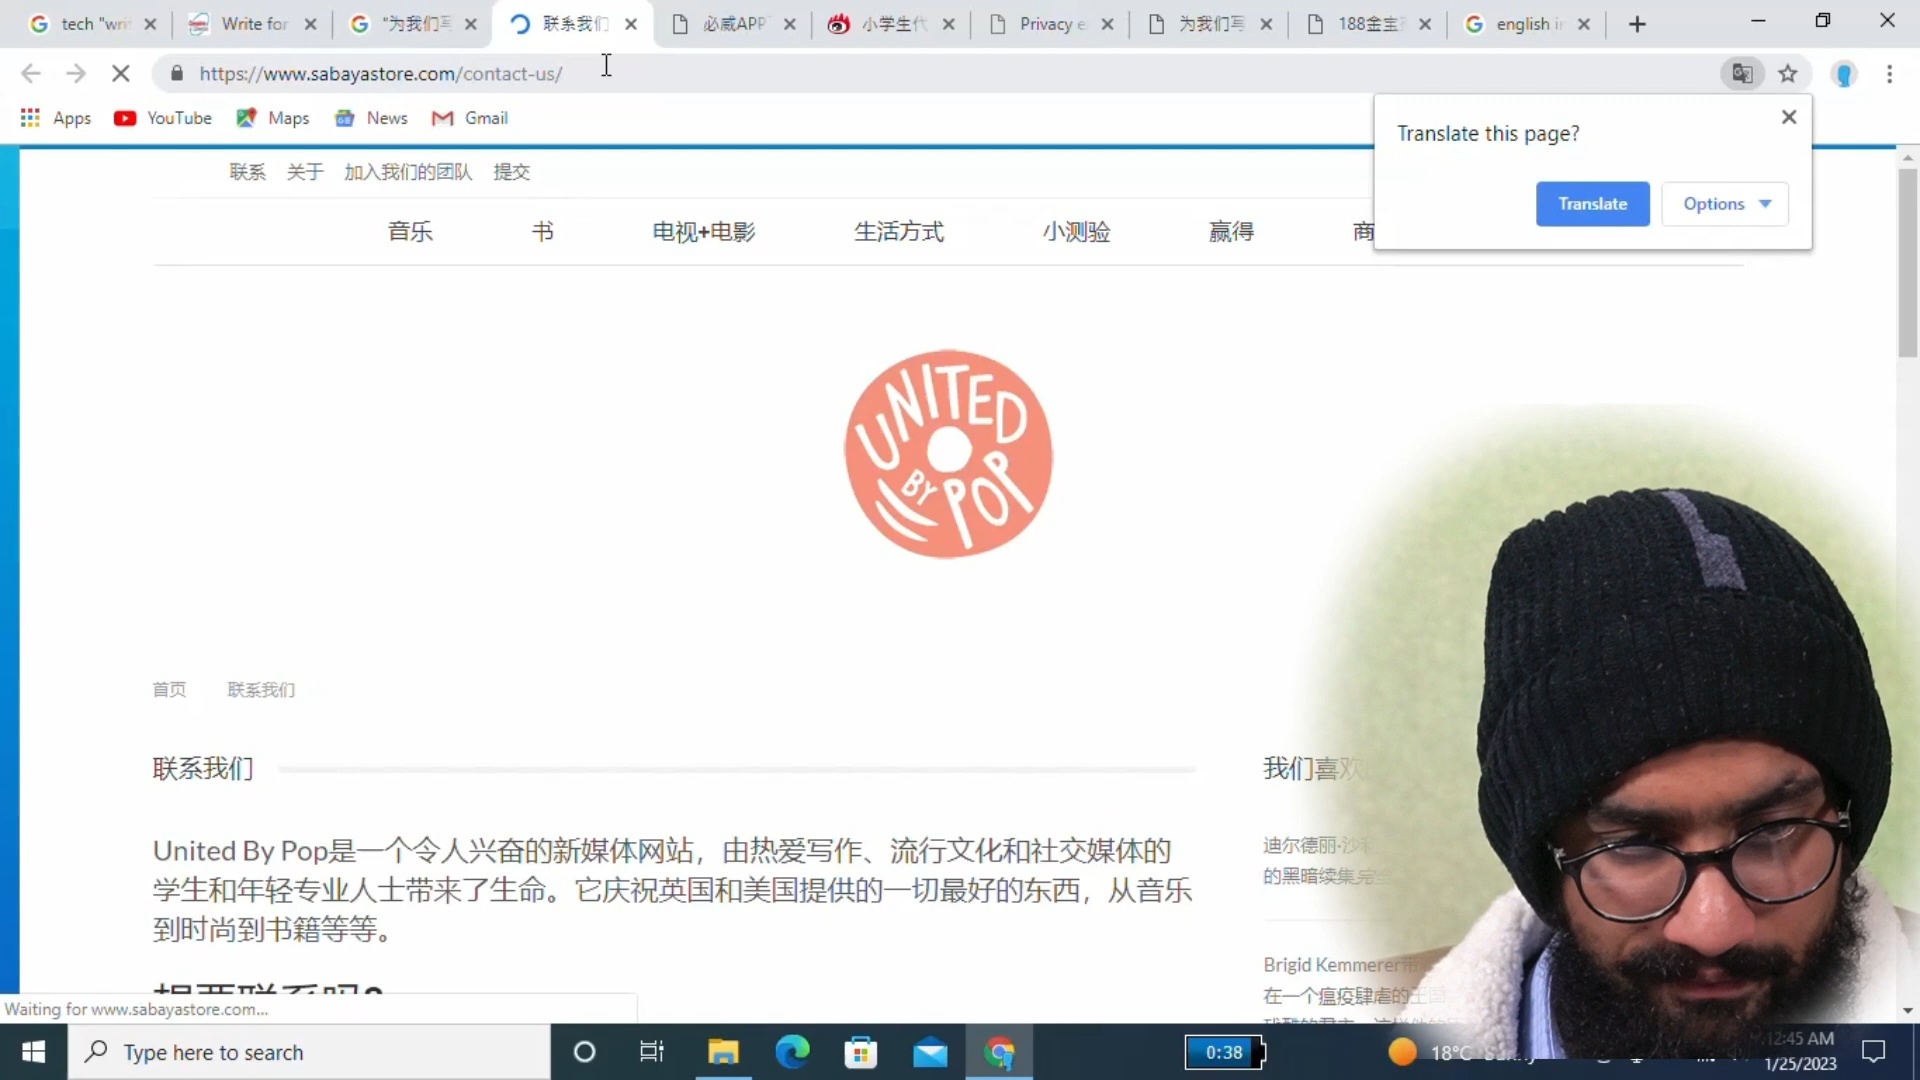 tech "wri
Write for
"为我们写
联系我们
必威APP
小学生代
Privacy e
为我们写
188金宝
english in
https://www.sabayastore.com/contact-us/
Apps
YouTube
Maps
News
Gmail
Translate this page?
Translate
Options
联系 关于 加入我们的团队 提交
音乐 书 电视+电影 生活方式 小测验 赢得 商
UNITED
BY POP
首页 联系我们
联系我们
我们喜欢
United By Pop是一个令人兴奋的新媒体网站，由热爱写作、流行文化和社交媒体的
学生和年轻专业人士带来了生命。它庆祝英国和美国提供的一切最好的东西，从音乐
到时尚到书籍等等。
迪尔德丽·沙
的黑暗续集完
Brigid Kemmerer
在一个瘟疫肆虐的王国
想要联系吗?
Waiting for www.sabayastore.com...
Type here to search
0:38
18°C Sunny
12:45 AM
1/25/2023